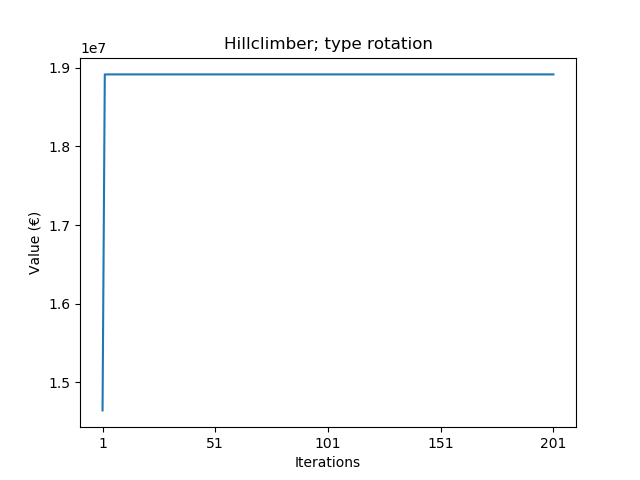 Hillclimber; type rotation
1e7
1.9
1.8
1.7
1.6
1.5
Value (€)
1 51 101 151 201
Iterations